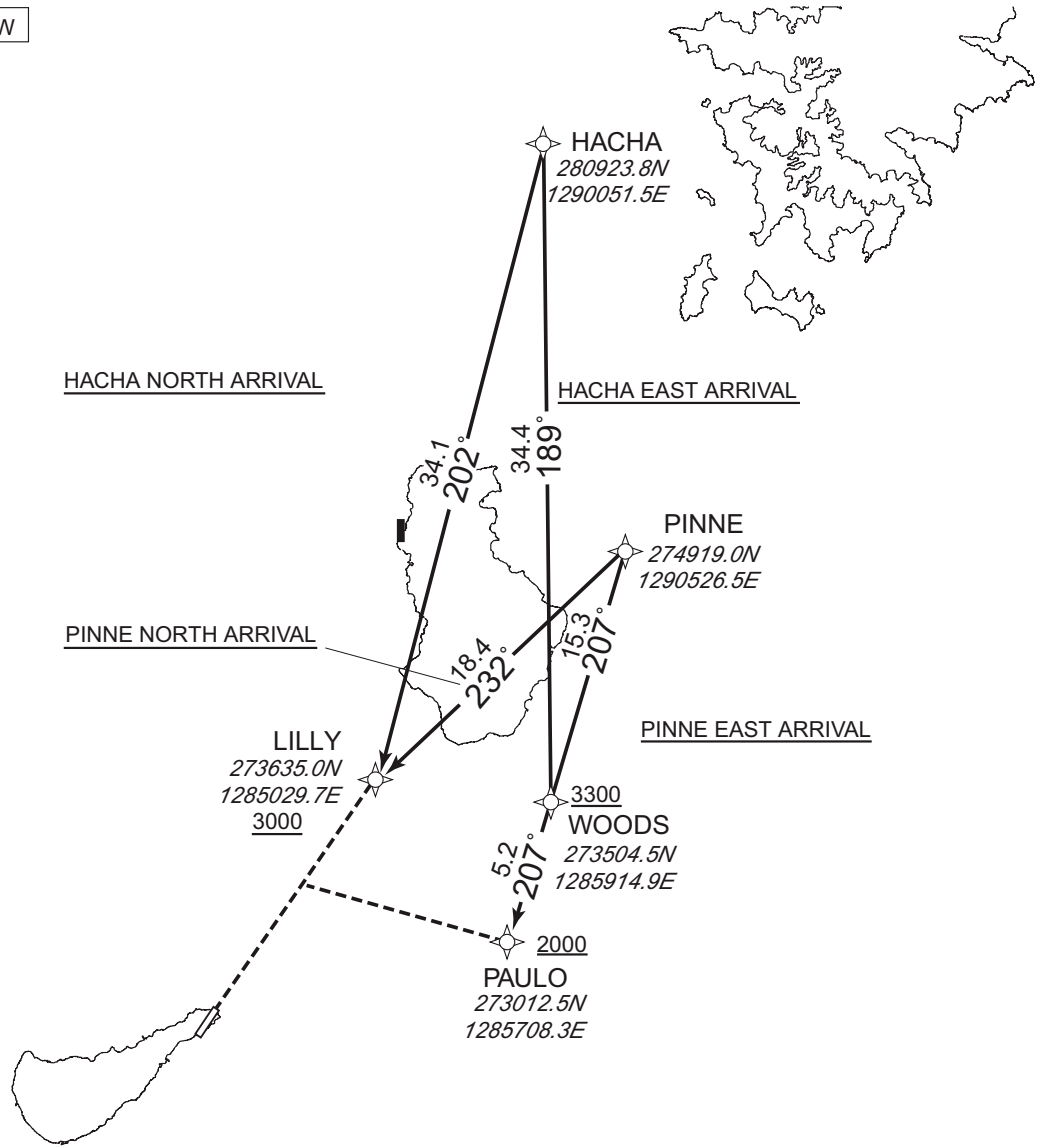 W
HACHA
280923.8N
1290051.5E
HACHA NORTH ARRIVAL
HACHA EAST ARRIVAL
34.1
202°
34.4
189°
PINNE
274919.0N
1290526.5E
PINNE NORTH ARRIVAL
18.4
232°
15.3
207°
PINNE EAST ARRIVAL
LILLY
273635.0N
1285029.7E
3000
3300
WOODS
273504.5N
1285914.9E
5.2
207°
2000
PAULO
273012.5N
1285708.3E